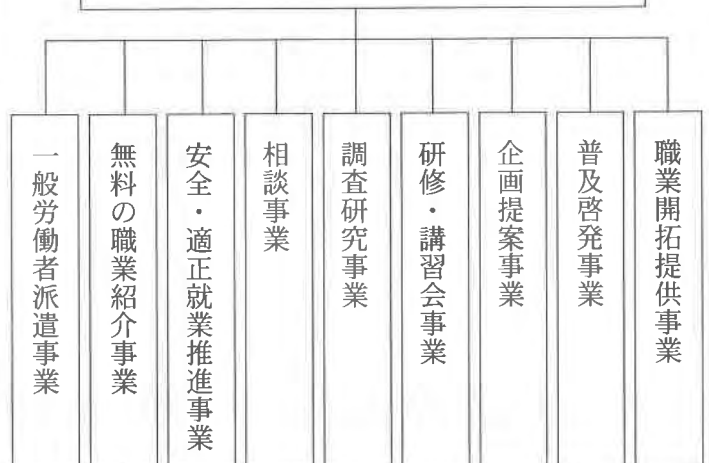 職業開拓提供事業
普及啓発事業
企画提案事業
研修・講習会事業
調査研究事業
相談事業
安全・適正就業推進事業
無料の職業紹介事業
一般労働者派遣事業